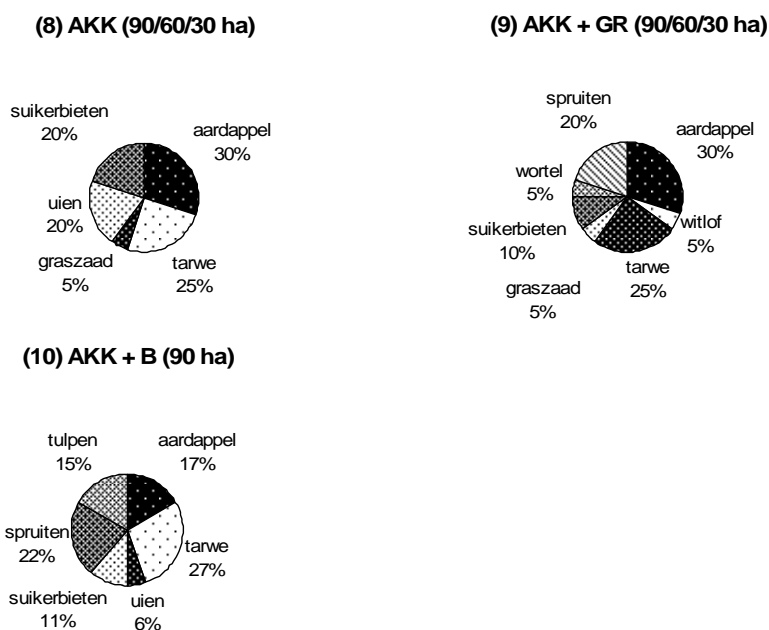 (8) AKK (90/60/30 ha)
suikerbieten
20%
aardappel
30%
uien
20%
graszaad
5%
tarwe
25%
(9) AKK + GR (90/60/30 ha)
spruiten
20%
aardappel
30%
wortel
5%
suikerbieten
10%
witlof
5%
tarwe
25%
graszaad
5%
(10) AKK + B (90 ha)
tulpen
15%
aardappel
17%
spruiten
22%
tarwe
27%
suikerbieten
11%
uien
6%